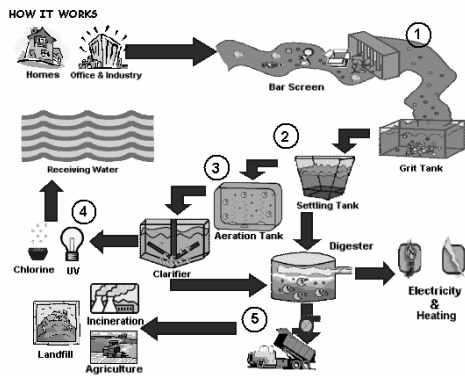 HOW IT WORKS
Homes
Office & Industry
1
Bar Screen
Grit Tank
2
Settling Tank
3
Aeration Tank
Receiving Water
4
Chlorine
UV
Clarifier
Digester
Electricity
&
Heating
5
Incineration
Landfill
Agriculture